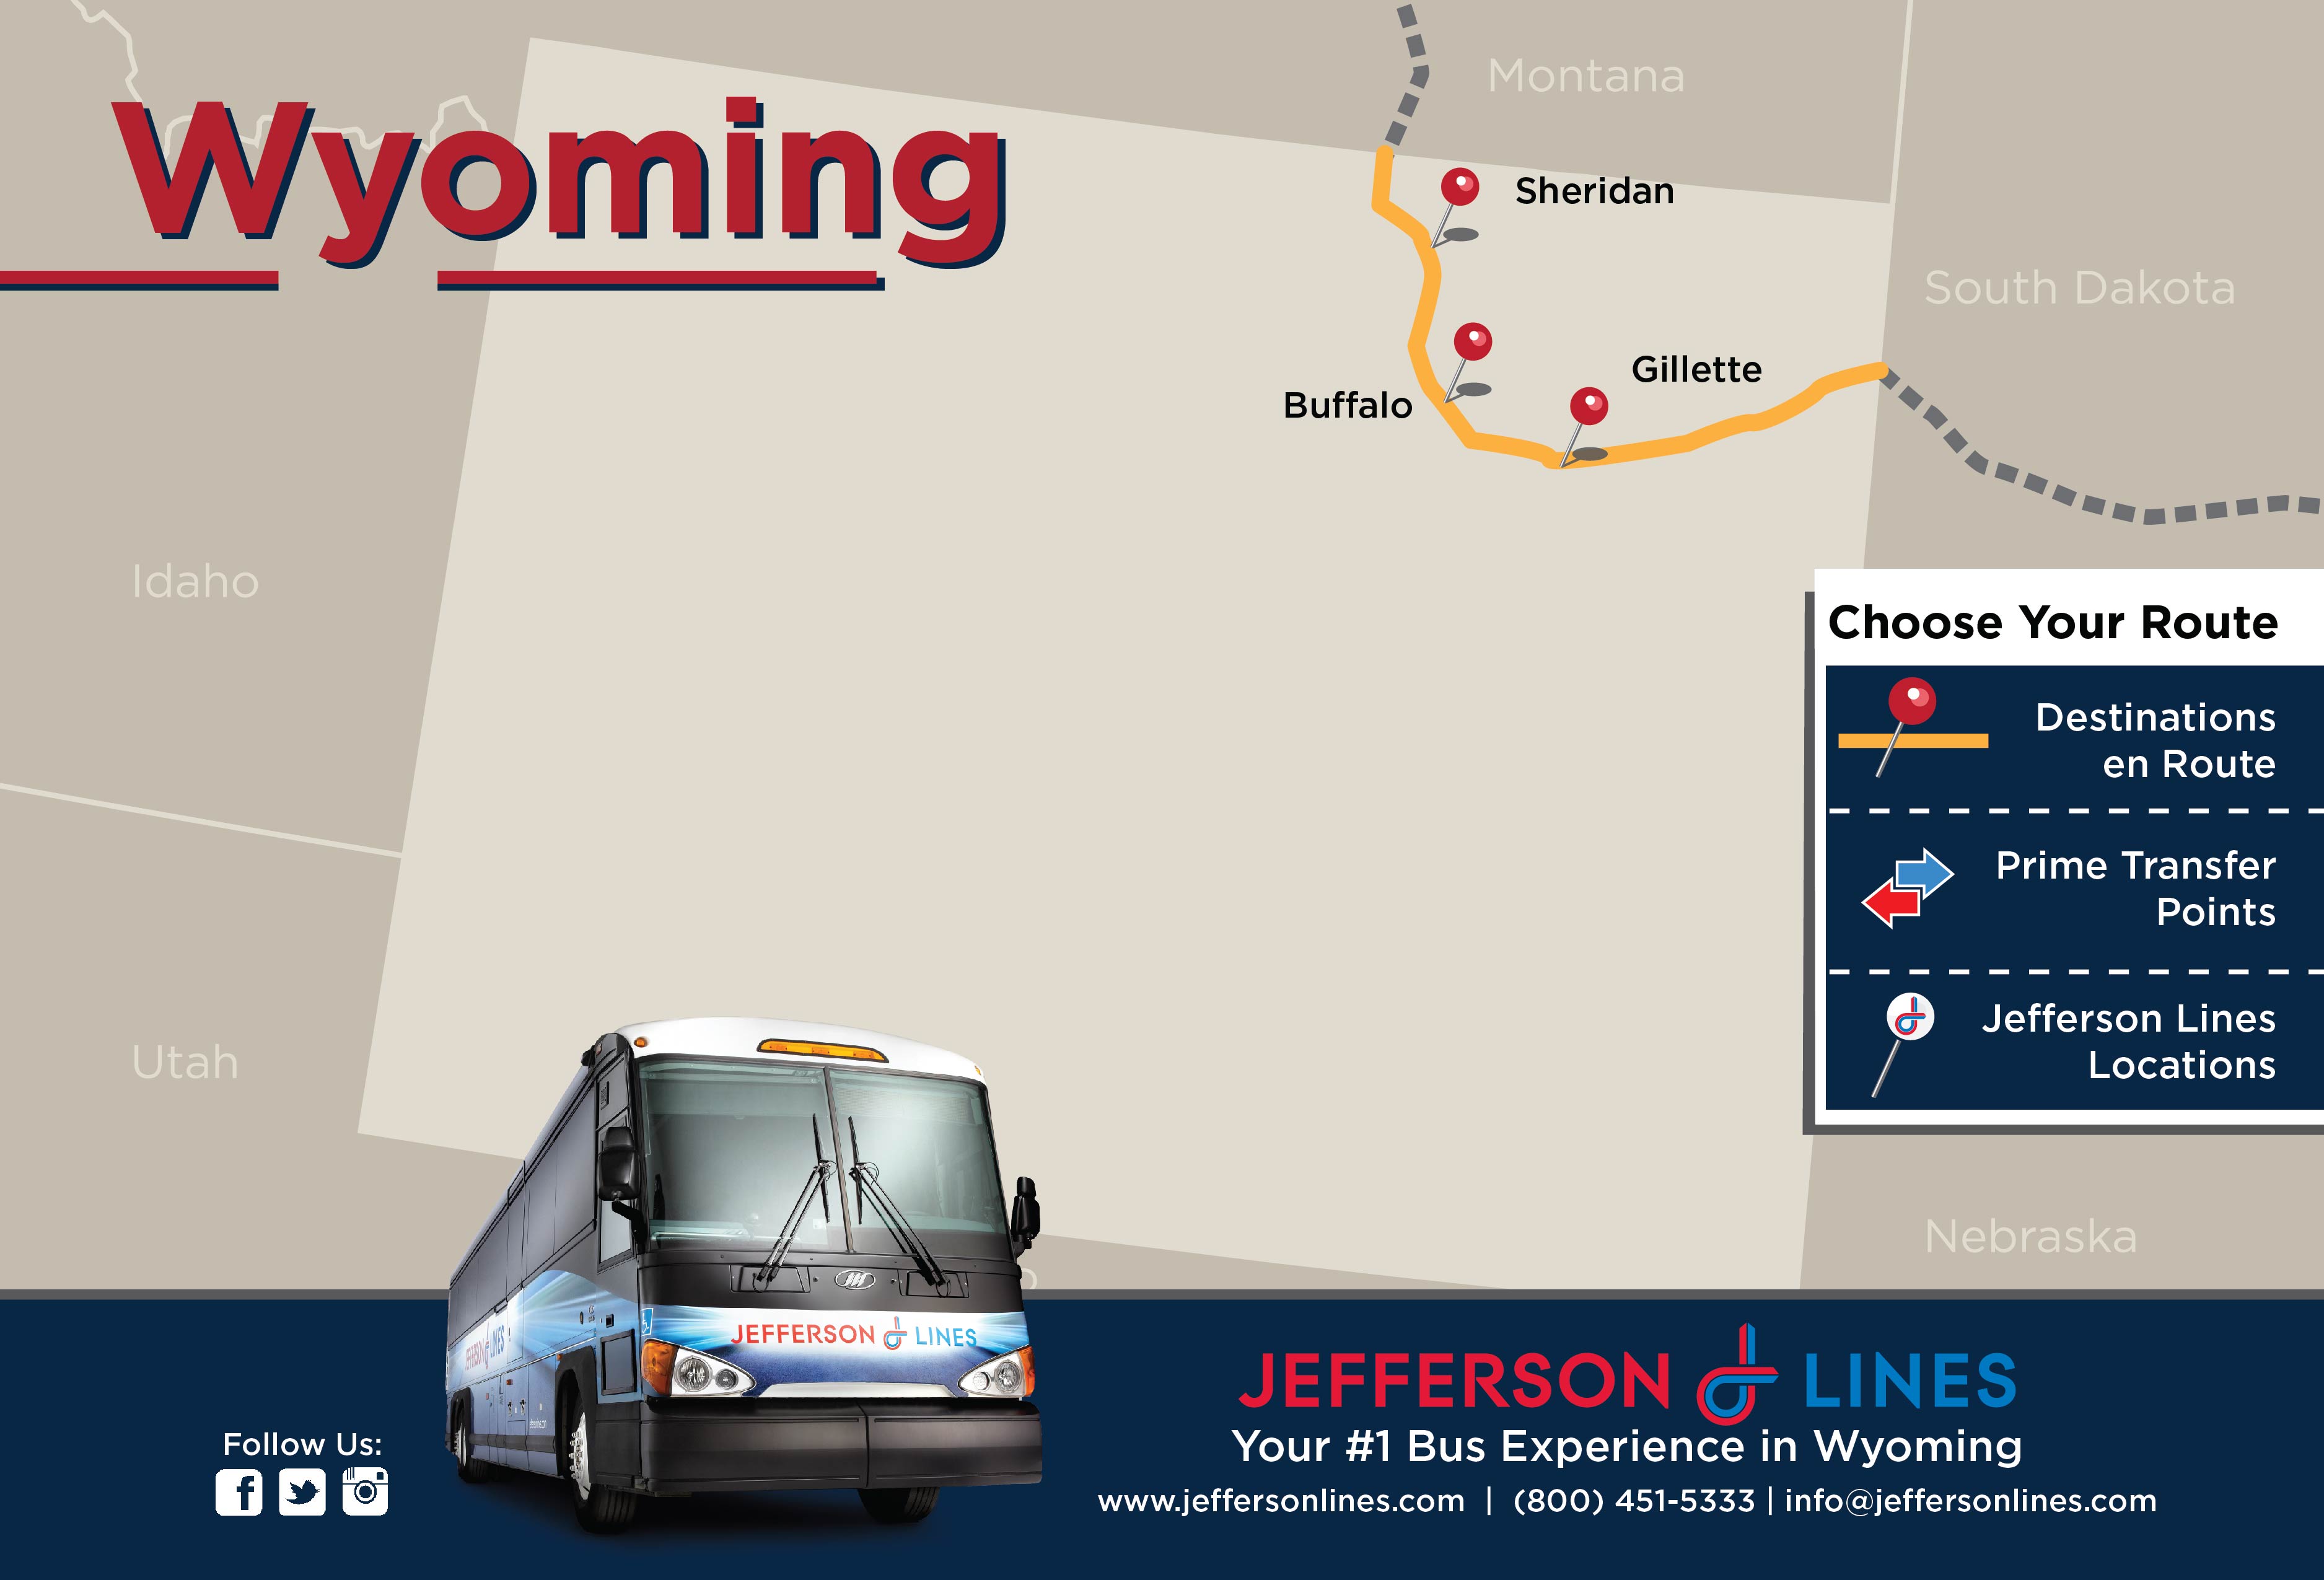 Wyoming
Montana
Sheridan
South Dakota
Gillette
Buffalo
Idaho
Choose Your Route
Destinations
en Route
Prime Transfer
Points
Utah
Jefferson Lines
Locations
Nebraska
JEFFERSON LINES
JEFFERSON LINES
JEFFERSON LINES
Your #1 Bus Experience in Wyoming
Follow Us:
www.jeffersonlines.com | (800) 451-5333 | info@jeffersonlines.com